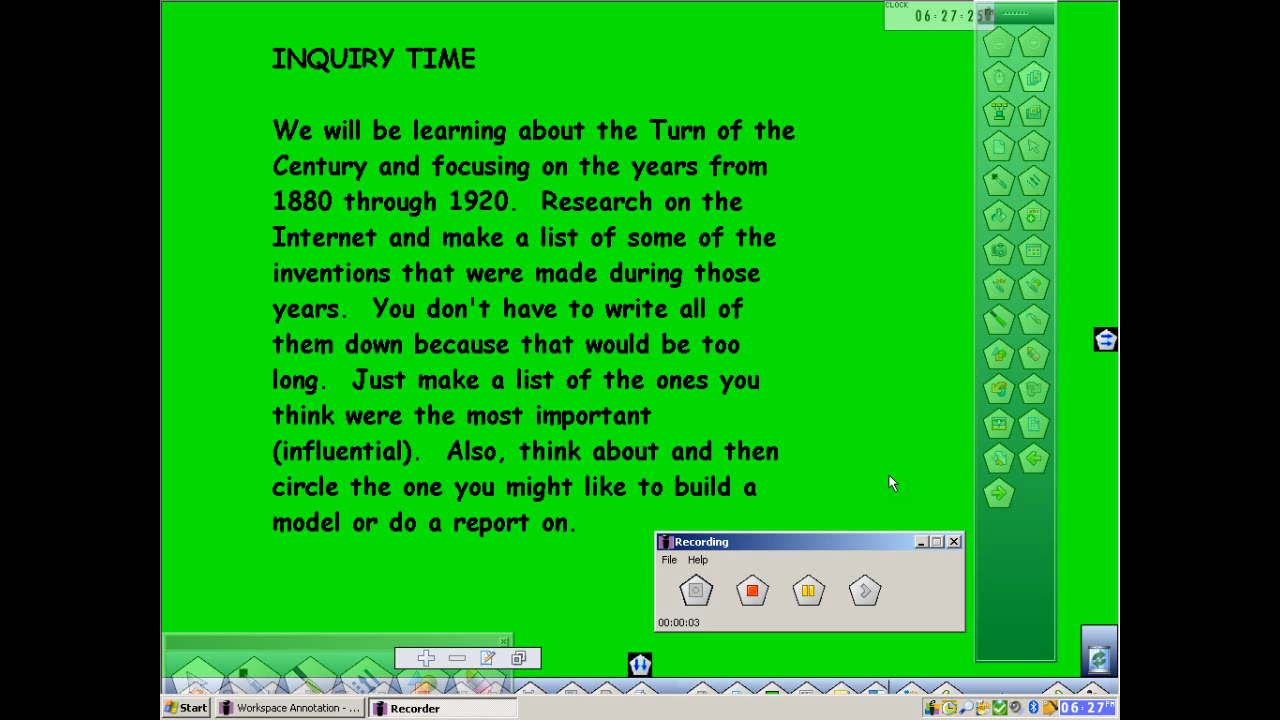 CLOCK
06:27:25
INQUIRY TIME
We will be learning about the Turn of the
Century and focusing on the years from
1880 through 1920.  Research on the
Internet and make a list of some of the
inventions that were made during those
years.  You don't have to write all of
them down because that would be too
long.  Just make a list of the ones you
think were the most important
(influential).  Also, think about and then
circle the one you might like to build a
model or do a report on.
Recording
File Help
00:00:03
Start
Workspace Annotation - ...
Recorder
06:27 PM